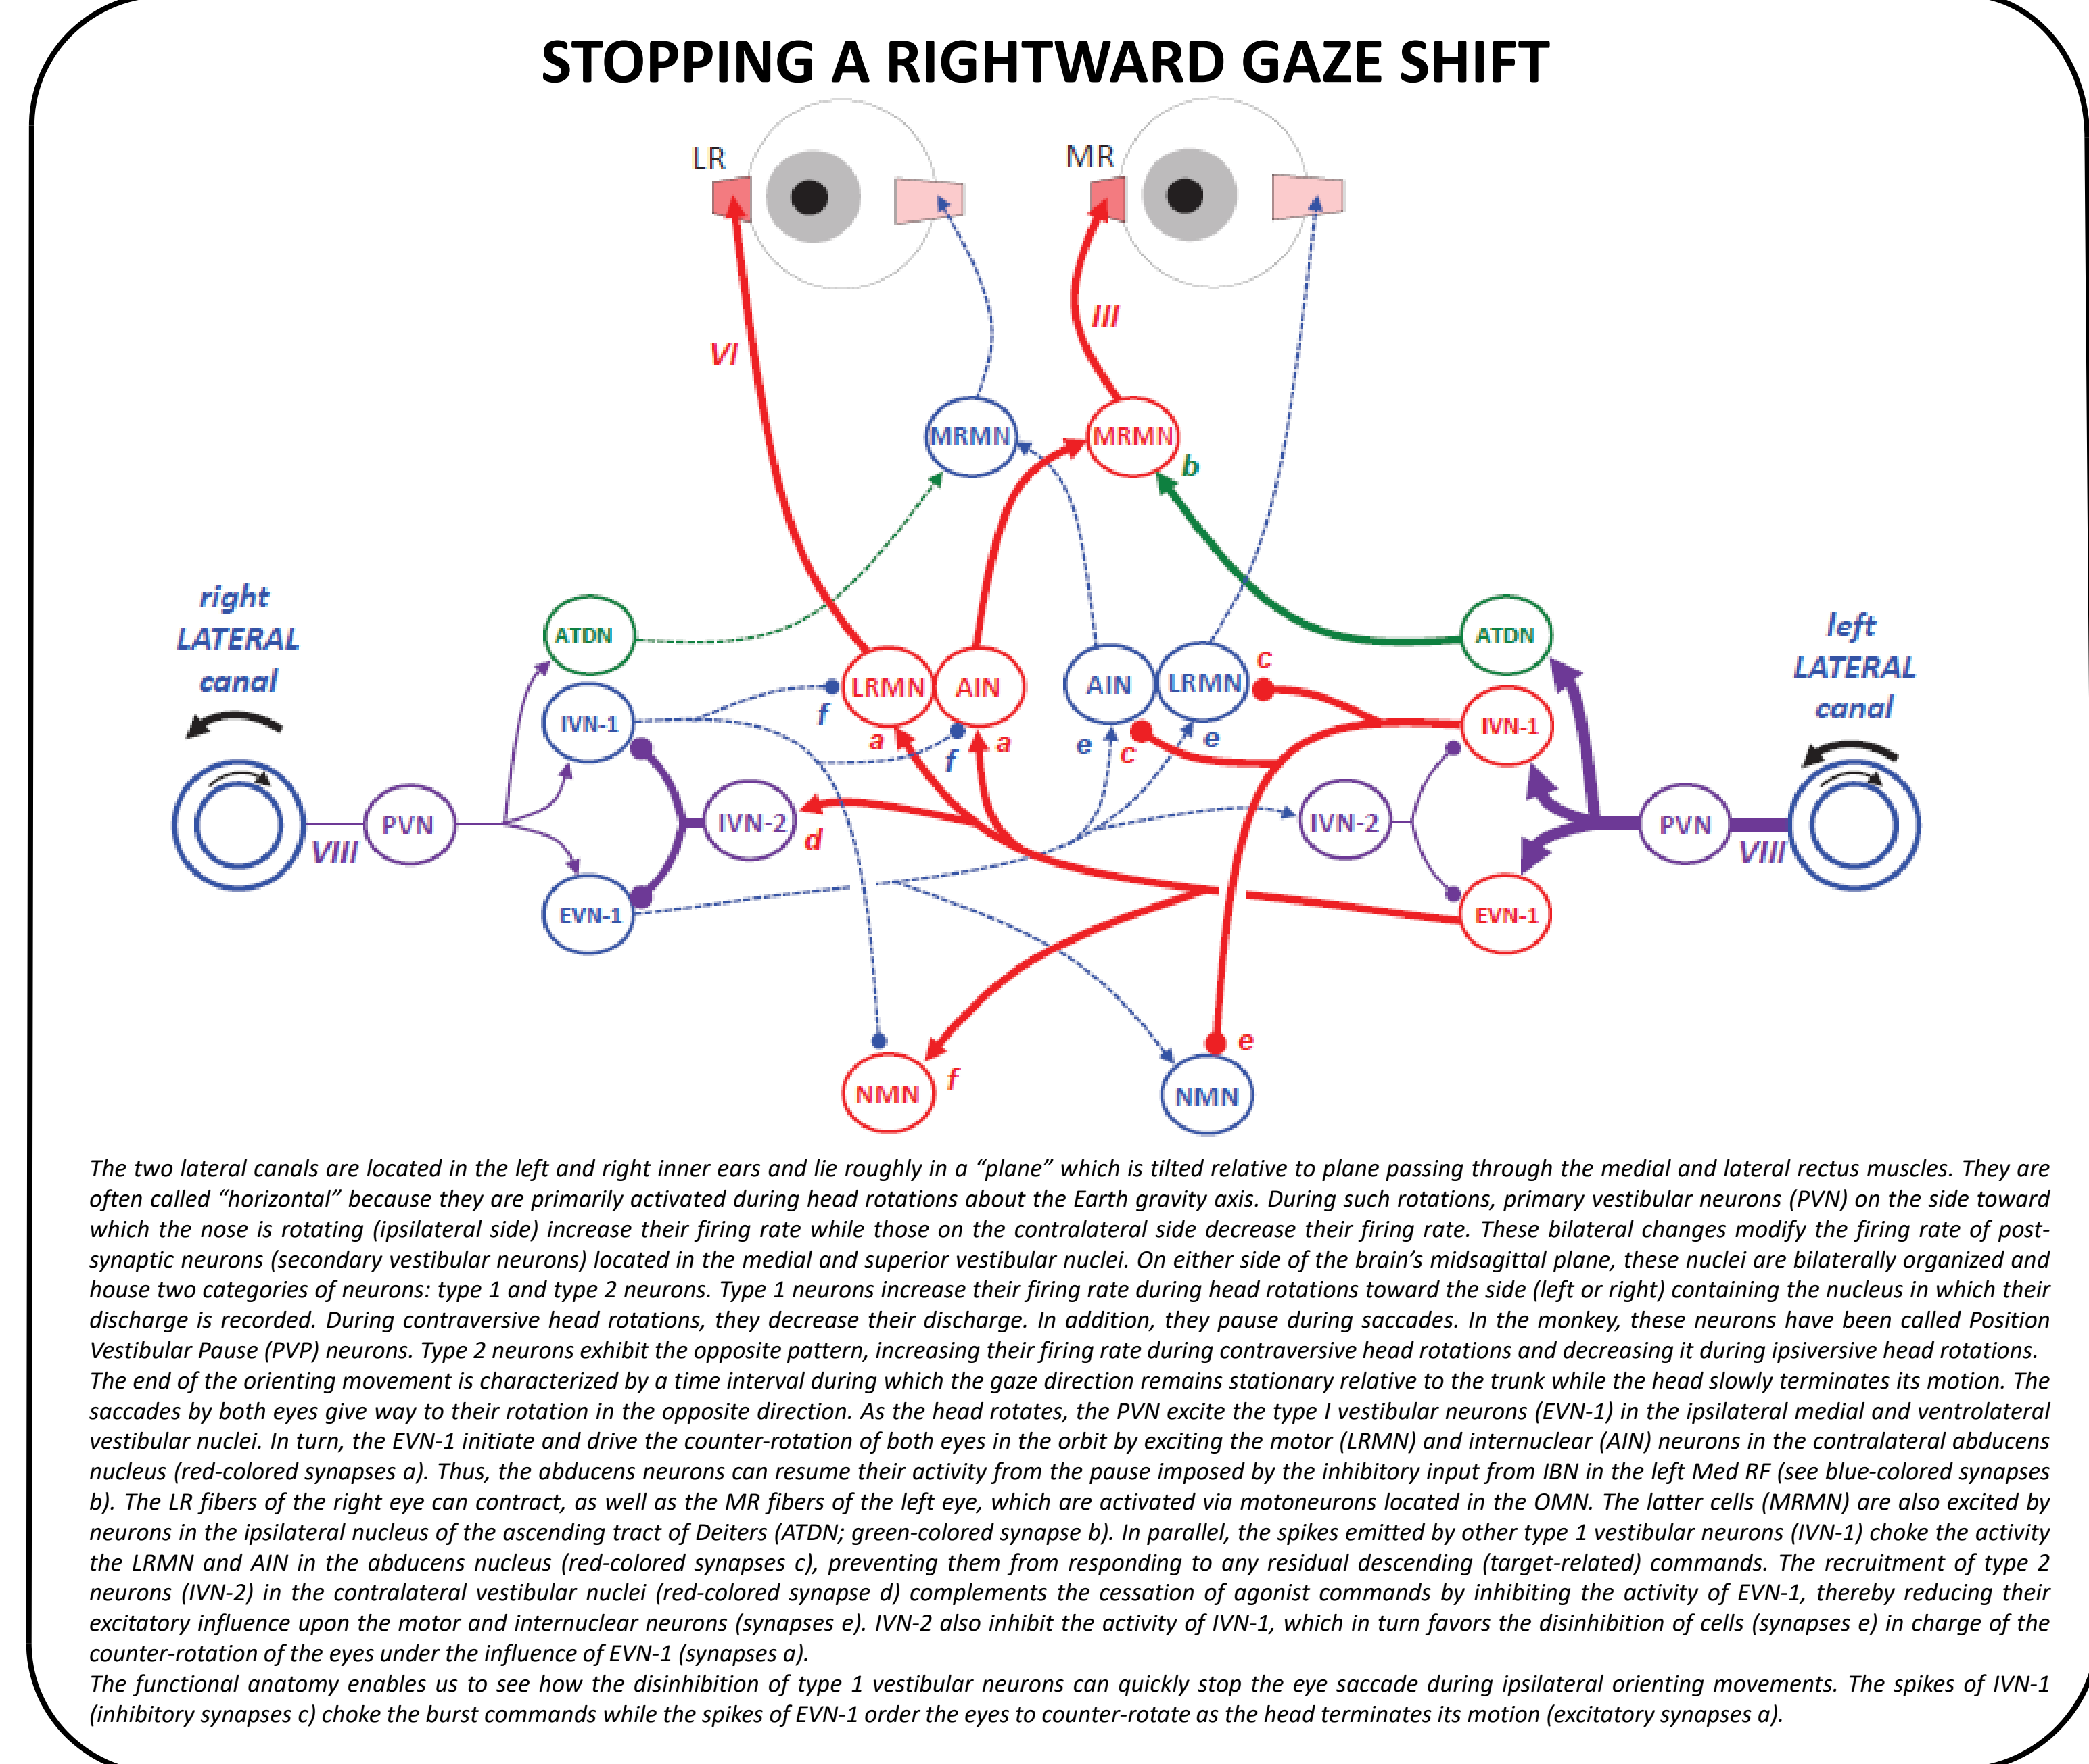 STOPPING A RIGHTWARD GAZE SHIFT
LR
MR
III
VI
MRMN
MRMN
b
right
LATERAL
canal
left
LATERAL
canal
ATDN
ATDN
c
LRMN
AIN
AIN
LRMN
IVN-1
IVN-1
f
a
f
a
e
c
e
PVN
VIII
IVN-2
d
IVN-2
PVN
VIII
EVN-1
EVN-1
e
NMN
f
NMN
The two lateral canals are located in the left and right inner ears and lie roughly in a “plane” which is tilted relative to plane passing through the medial and lateral rectus muscles. They are
often called “horizontal” because they are primarily activated during head rotations about the Earth gravity axis. During such rotations, primary vestibular neurons (PVN) on the side toward
which the nose is rotating (ipsilateral side) increase their firing rate while those on the contralateral side decrease their firing rate. These bilateral changes modify the firing rate of post-
synaptic neurons (secondary vestibular neurons) located in the medial and superior vestibular nuclei. On either side of the brain’s midsagittal plane, these nuclei are bilaterally organized and
house two categories of neurons: type 1 and type 2 neurons. Type 1 neurons increase their firing rate during head rotations toward the side (left or right) containing the nucleus in which their
discharge is recorded. During contraversive head rotations, they decrease their discharge. In addition, they pause during saccades. In the monkey, these neurons have been called Position
Vestibular Pause (PVP) neurons. Type 2 neurons exhibit the opposite pattern, increasing their firing rate during contraversive head rotations and decreasing it during ipsiversive head rotations.
The end of the orienting movement is characterized by a time interval during which the gaze direction remains stationary relative to the trunk while the head slowly terminates its motion. The
saccades by both eyes give way to their rotation in the opposite direction. As the head rotates, the PVN excite the type I vestibular neurons (EVN-1) in the ipsilateral medial and ventrolateral
vestibular nuclei. In turn, the EVN-1 initiate and drive the counter-rotation of both eyes in the orbit by exciting the motor (LRMN) and internuclear (AIN) neurons in the contralateral abducens
nucleus (red-colored synapses a). Thus, the abducens neurons can resume their activity from the pause imposed by the inhibitory input from IBN in the left Med RF (see blue-colored synapses
b). The LR fibers of the right eye can contract, as well as the MR fibers of the left eye, which are activated via motoneurons located in the OMN. The latter cells (MRMN) are also excited by
neurons in the ipsilateral nucleus of the ascending tract of Deiters (ATDN; green-colored synapse b). In parallel, the spikes emitted by other type 1 vestibular neurons (IVN-1) choke the activity
the LRMN and AIN in the abducens nucleus (red-colored synapses c), preventing them from responding to any residual descending (target-related) commands. The recruitment of type 2
neurons (IVN-2) in the contralateral vestibular nuclei (red-colored synapse d) complements the cessation of agonist commands by inhibiting the activity of EVN-1, thereby reducing their
excitatory influence upon the motor and internuclear neurons (synapses e). IVN-2 also inhibit the activity of IVN-1, which in turn favors the disinhibition of cells (synapses e) in charge of the
counter-rotation of the eyes under the influence of EVN-1 (synapses a).
The functional anatomy enables us to see how the disinhibition of type 1 vestibular neurons can quickly stop the eye saccade during ipsilateral orienting movements. The spikes of IVN-1
(inhibitory synapses c) choke the burst commands while the spikes of EVN-1 order the eyes to counter-rotate as the head terminates its motion (excitatory synapses a).